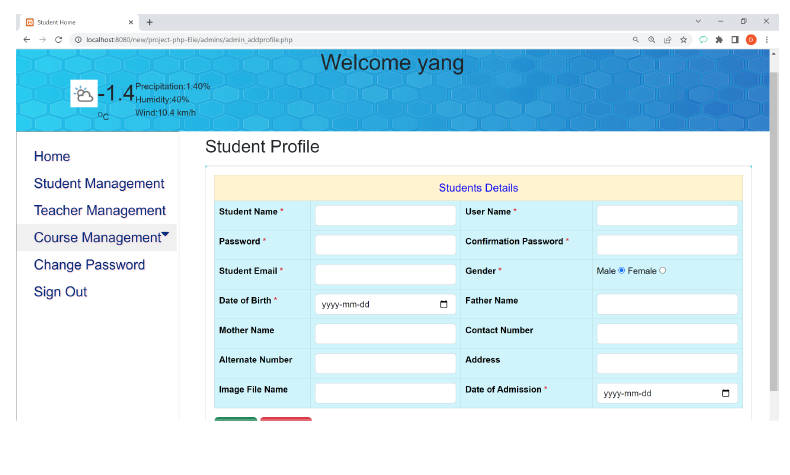 Student Home
localhost:8080/new/project-php-Elie/admins/admin_addprofile.php
Welcome yang
-1.4
°C
Precipitation:1.40%
Humidity:40%
Wind:10.4 km/h
Home
Student Management
Teacher Management
Course Management
Change Password
Sign Out
Student Profile
Students Details
Student Name * User Name *
Password * Confirmation Password *
Student Email * Gender * Male Female
Date of Birth * yyyy-mm-dd Father Name
Mother Name Contact Number
Alternate Number Address
Image File Name Date of Admission * yyyy-mm-dd